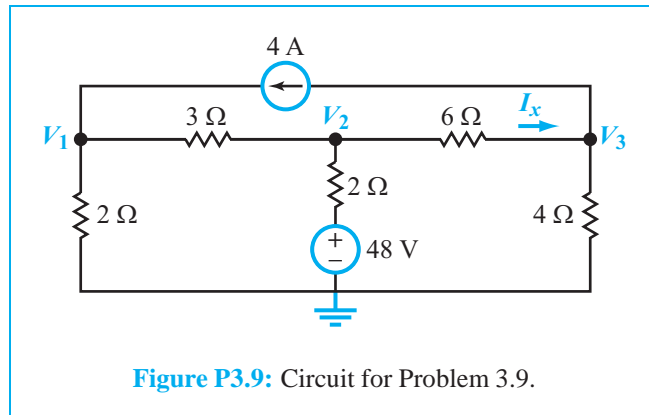 4 A
3 Ω
V2
6 Ω
Ix
V1
V3
2 Ω
2 Ω
4 Ω
+
−
48 V
Figure P3.9: Circuit for Problem 3.9.